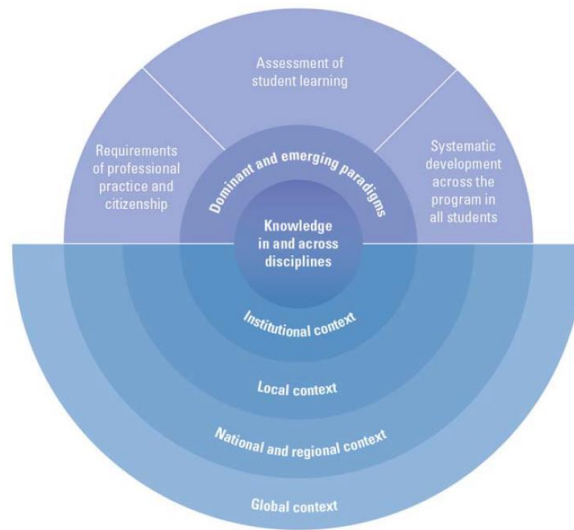 Assessment of
student learning
Requirements
of professional
practice and
citizenship
Systematic
development
across the
program in
all students
Dominant and emerging paradigms
Knowledge
in and across
disciplines
Institutional context
Local context
National and regional context
Global context